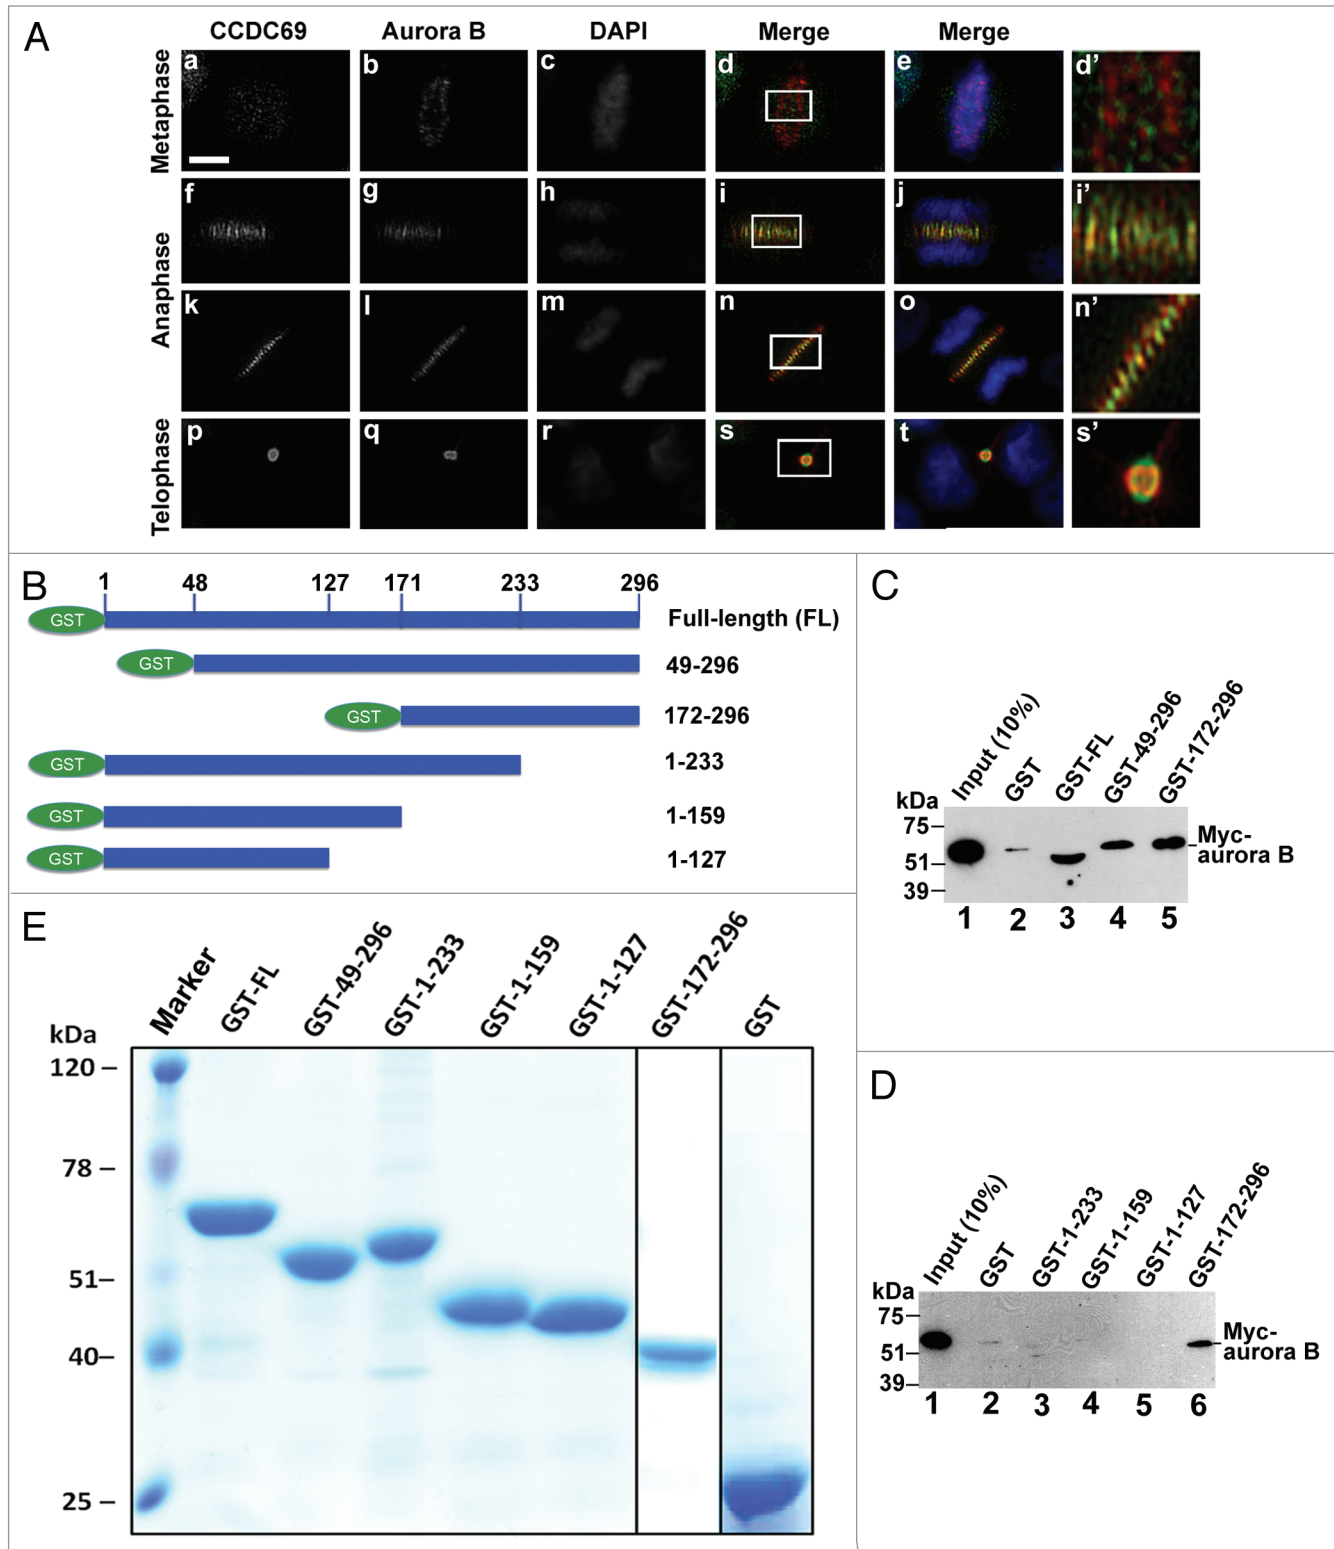 A
CCDC69 Aurora B DAPI Merge Merge
Metaphase
a b c d e d’
Anaphase
f g h i j i’
k l m n o n’
Telophase
p q r s t s’
B
1 48 127 171 233 296
GST Full-length (FL)
GST 49-296
GST 172-296
GST 1-233
GST 1-159
GST 1-127
C
Input (10%) GST GST-FL GST-49-296 GST-172-296
kDa
75
51
39
Myc-
aurora B
1 2 3 4 5
E
Marker GST-FL GST-49-296 GST-1-233 GST-1-159 GST-1-127 GST-172-296 GST
kDa
120
78
51
40
25
D
Input (10%) GST GST-1-233 GST-1-159 GST-1-127 GST-172-296
kDa
75
51
39
Myc-
aurora B
1 2 3 4 5 6